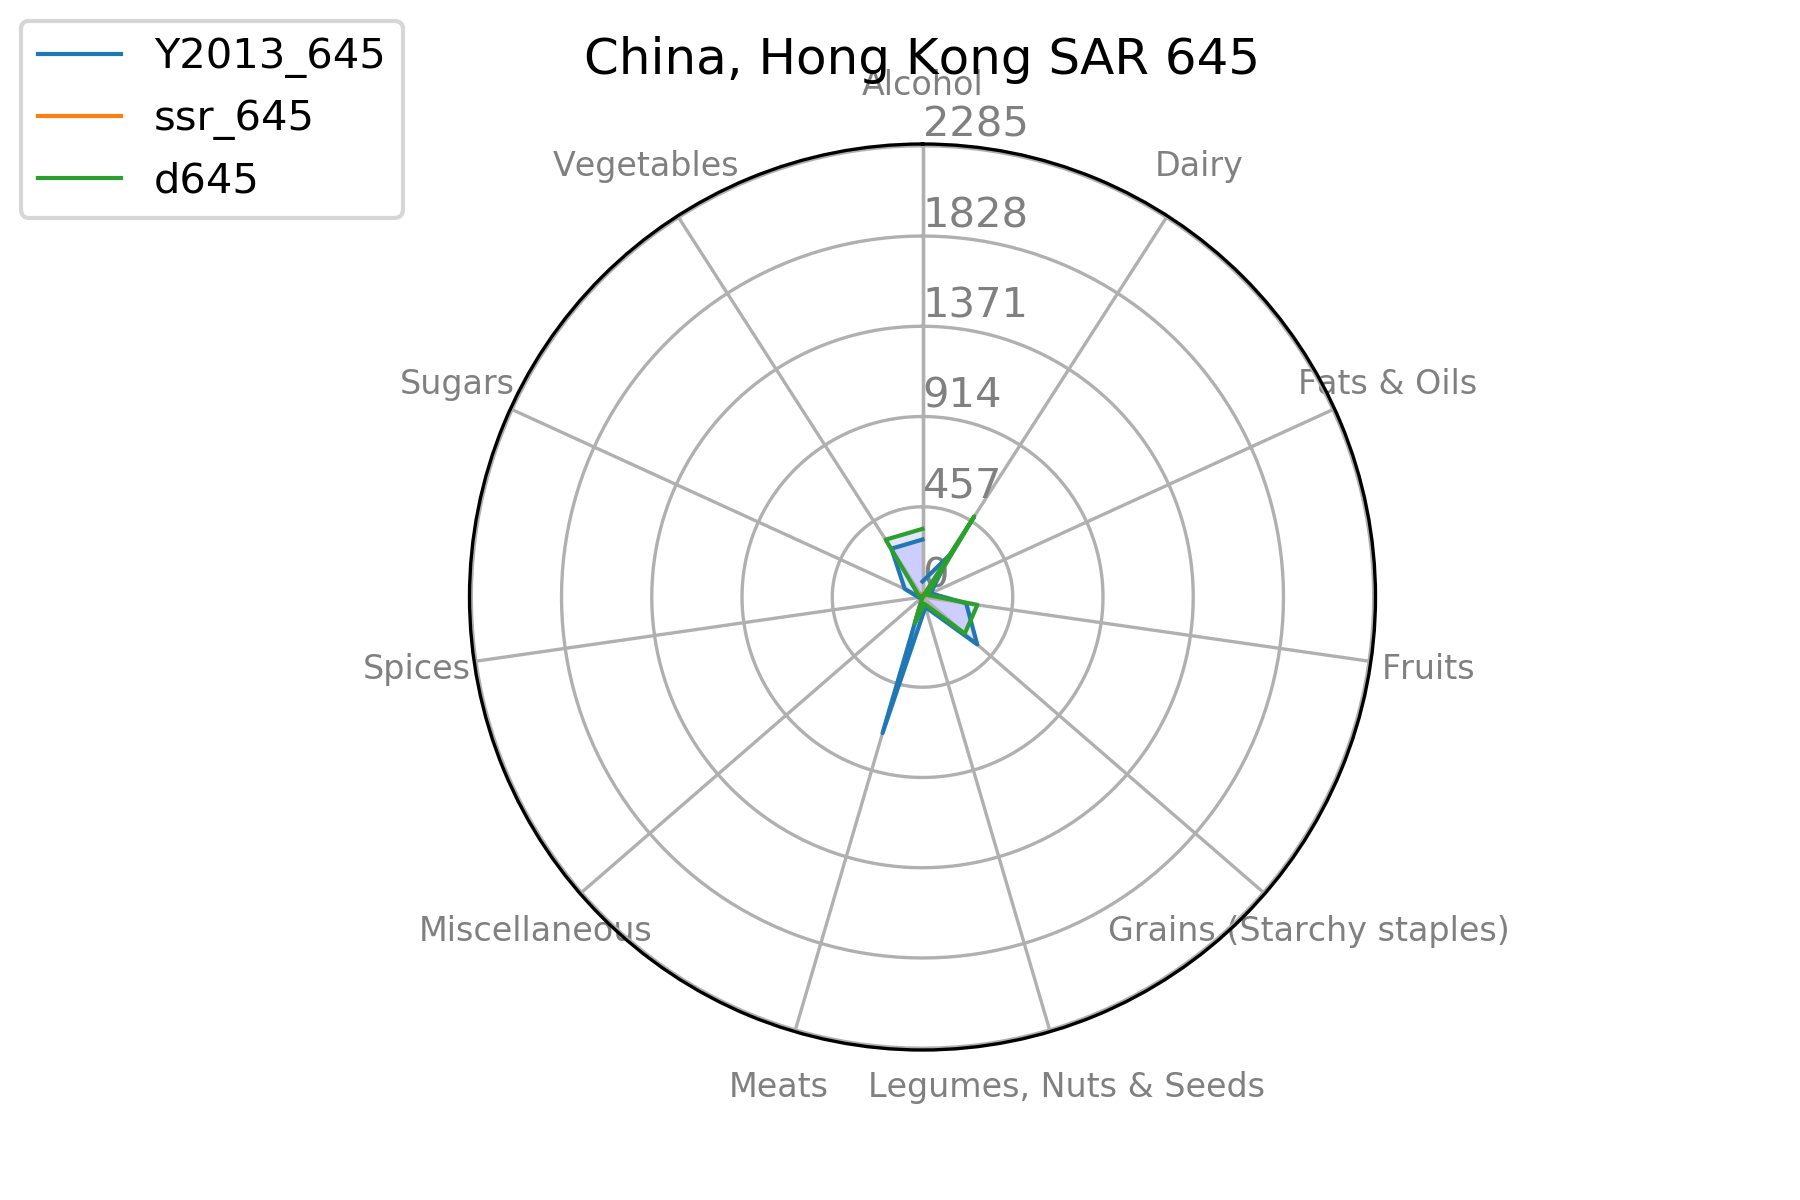 Y2013_645
ssr_645
d645
China, Hong Kong SAR 645
Alcohol
2285
Vegetables
Dairy
1828
1371
Sugars
Fats & Oils
914
457
0
Spices
Fruits
Miscellaneous
Grains (Starchy staples)
Meats
Legumes, Nuts & Seeds